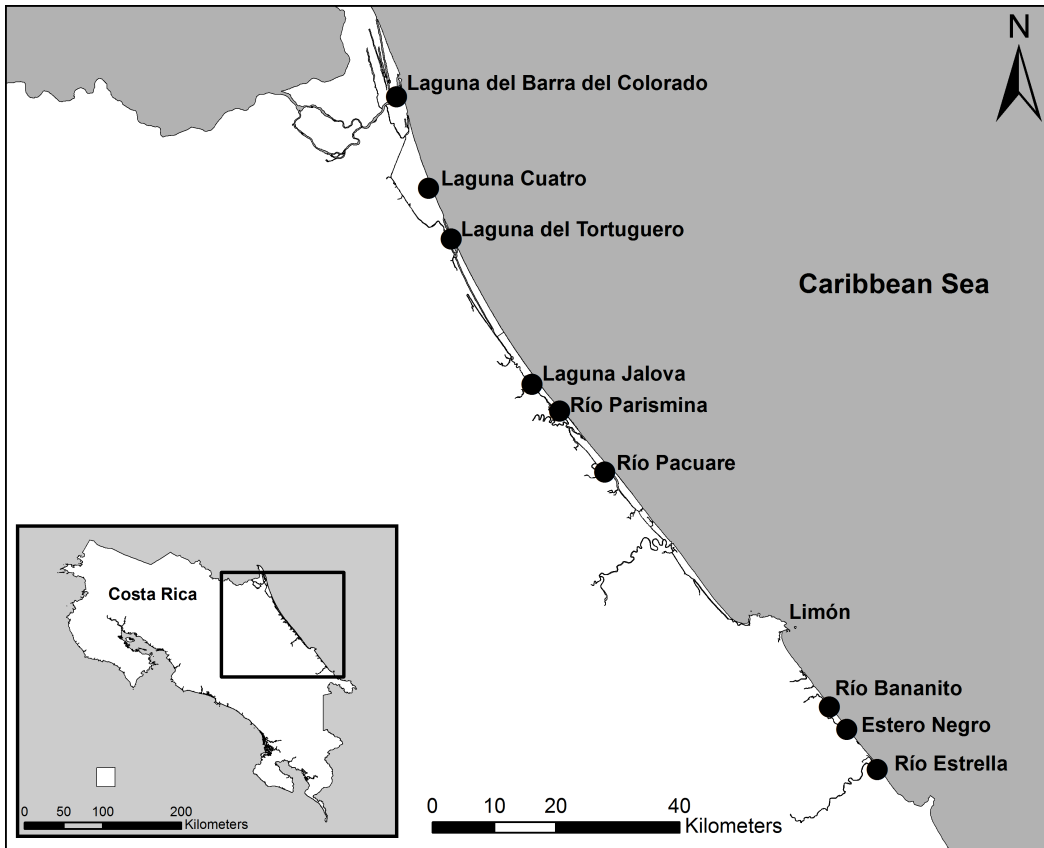 N
Laguna del Barra del Colorado
Laguna Cuatro
Laguna del Tortuguero
Caribbean Sea
Laguna Jalova
Río Parismina
Río Pacuare
Costa Rica
Limón
Río Bananito
Estero Negro
Río Estrella
0 50 100 200
Kilometers
0 10 20 40
Kilometers